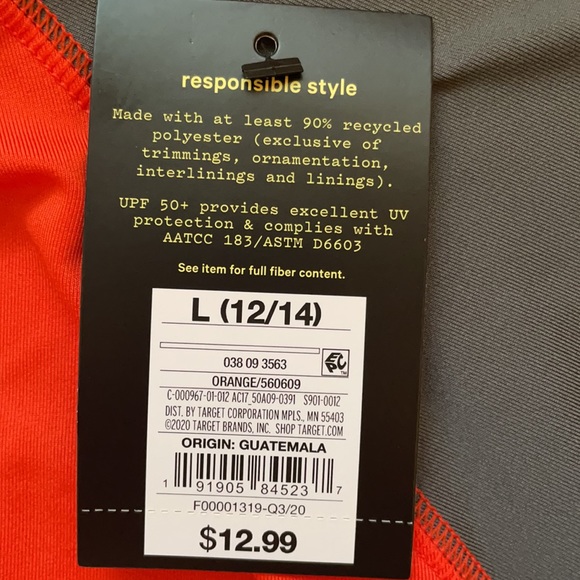 responsible style
Made with at least 90% recycled
polyester (exclusive of
trimmings, ornamentation,
interlinings and linings).
UPF 50+ provides excellent UV
protection & complies with
AATCC 183/ASTM D6603
See item for full fiber content.
L (12/14)
038 09 3563
EPC™
ORANGE/560609
C-000967-01-012 AC17_50A09-0391 S901-0012
DIST. BY TARGET CORPORATION MPLS., MN 55403
©2020 TARGET BRANDS, INC. SHOP TARGET.COM
ORIGIN: GUATEMALA
1 91905 84523 7
F00001319-Q3/20
$12.99